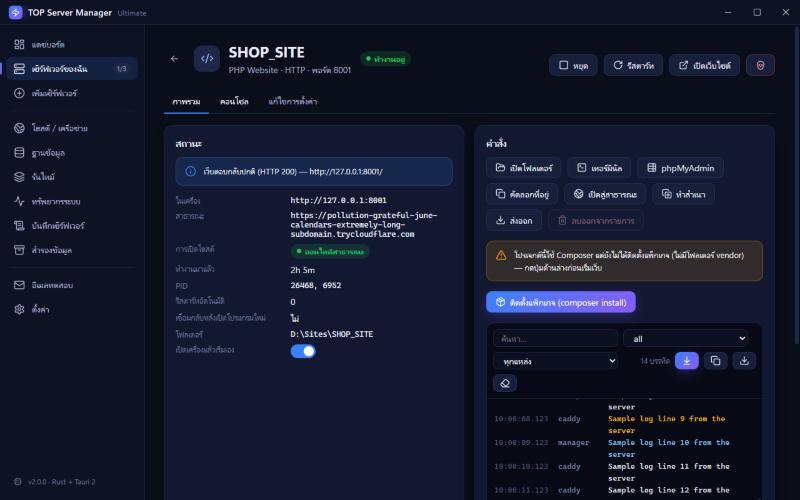 TOP Server Manager Ultimate
แดชบอร์ด
เซิร์ฟเวอร์ของฉัน 1/3
เพิ่มเซิร์ฟเวอร์
โฮสต์ / เครือข่าย
ฐานข้อมูล
รันไทม์
ทรัพยากรระบบ
บันทึกเซิร์ฟเวอร์
สำรองข้อมูล
อีเมลทดสอบ
ตั้งค่า
v2.0.0 · Rust + Tauri 2
SHOP_SITE
ทำงานอยู่
PHP Website · HTTP · พอร์ต 8001
หยุด
รีสตาร์ท
เปิดเว็บไซต์
ภาพรวม
คอนโซล
แก้ไขการตั้งค่า
สถานะ
เว็บตอบกลับปกติ (HTTP 200) — http://127.0.0.1:8001/
ในเครื่อง http://127.0.0.1:8001
สาธารณะ https://pollution-grateful-june-
calendars-extremely-long-
subdomain.trycloudflare.com
การเปิดโฮสต์ ออนไลน์สาธารณะ
ทำงานมาแล้ว 2h 5m
PID 26468, 6952
รีสตาร์ทอัตโนมัติ 0
เชื่อมกลับหลังเปิดโปรแกรมใหม่ ไม่
โฟลเดอร์ D:\Sites\SHOP_SITE
เปิดเครื่องแล้วรันเอง
คำสั่ง
เปิดโฟลเดอร์
เทอร์มินัล
phpMyAdmin
คัดลอกที่อยู่
เปิดสู่สาธารณะ
ทำสำเนา
ส่งออก
ลบออกจากรายการ
โปรเจกต์นี้ใช้ Composer แต่ยังไม่ได้ติดตั้งแพ็กเกจ (ไม่มีโฟลเดอร์ vendor)
— กดปุ่มด้านล่างก่อนเริ่มเว็บ
ติดตั้งแพ็กเกจ (composer install)
ค้นหา...
all
ทุกแหล่ง
14 บรรทัด
server
10:00:08.123 caddy Sample log line 9 from the
server
10:00:09.123 manager Sample log line 10 from the
server
10:00:10.123 caddy Sample log line 11 from the
server
10:00:11.123 caddy Sample log line 12 from the